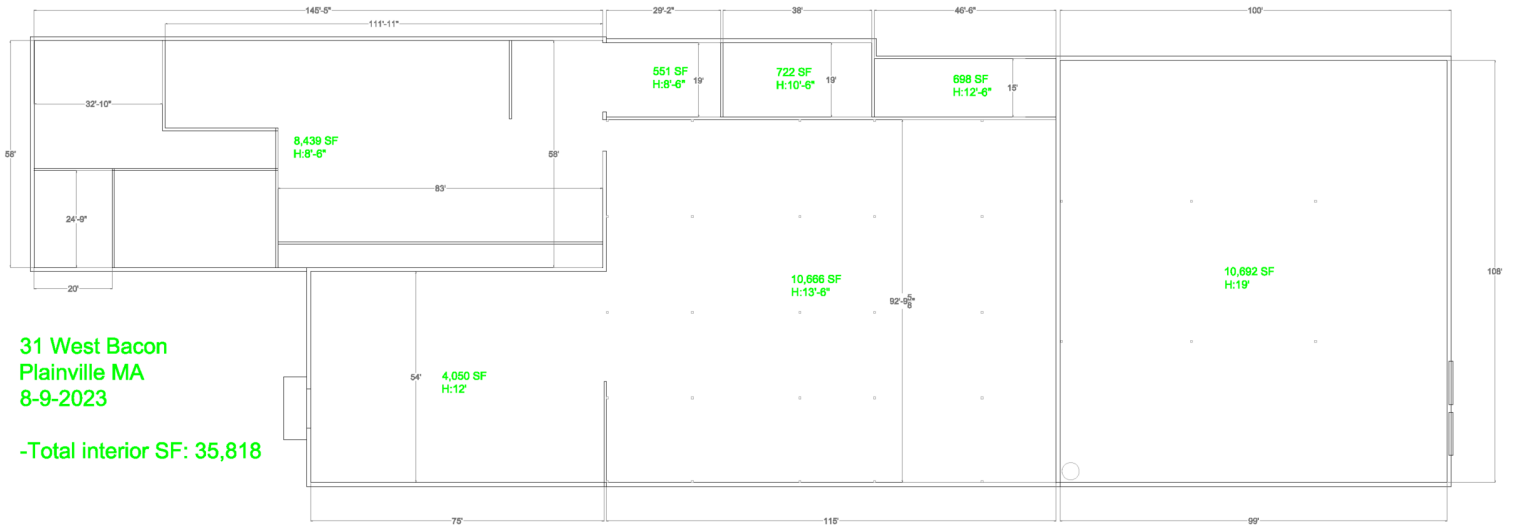 145'-5"
29'-2"
38'
46'-6"
100'
111'-11"
551 SF
H:8'-6"
19'
722 SF
H:10'-6"
19'
698 SF
H:12'-6"
15'
32'-10"
58'
8,439 SF
H:8'-6"
58'
83'
24'-9"
20'
10,666 SF
H:13'-6"
92'-9 5/8"
10,692 SF
H:19'
108'
31 West Bacon
Plainville MA
8-9-2023
-Total interior SF: 35,818
54'
4,050 SF
H:12'
75'
115'
99'